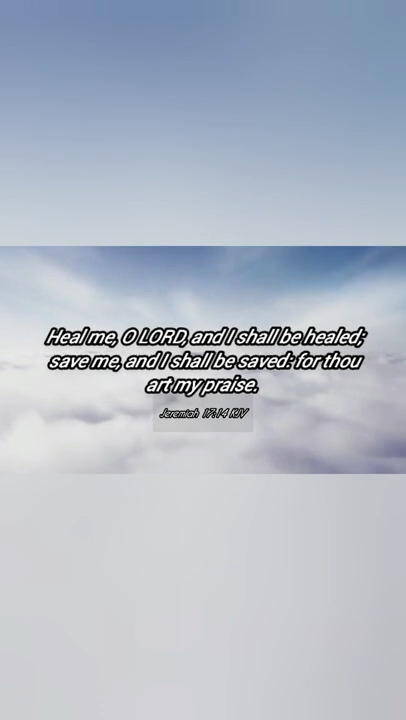 Heal me, O LORD, and I shall be healed;
save me, and I shall be saved: for thou
art my praise.
Jeremiah 17:14 KJV